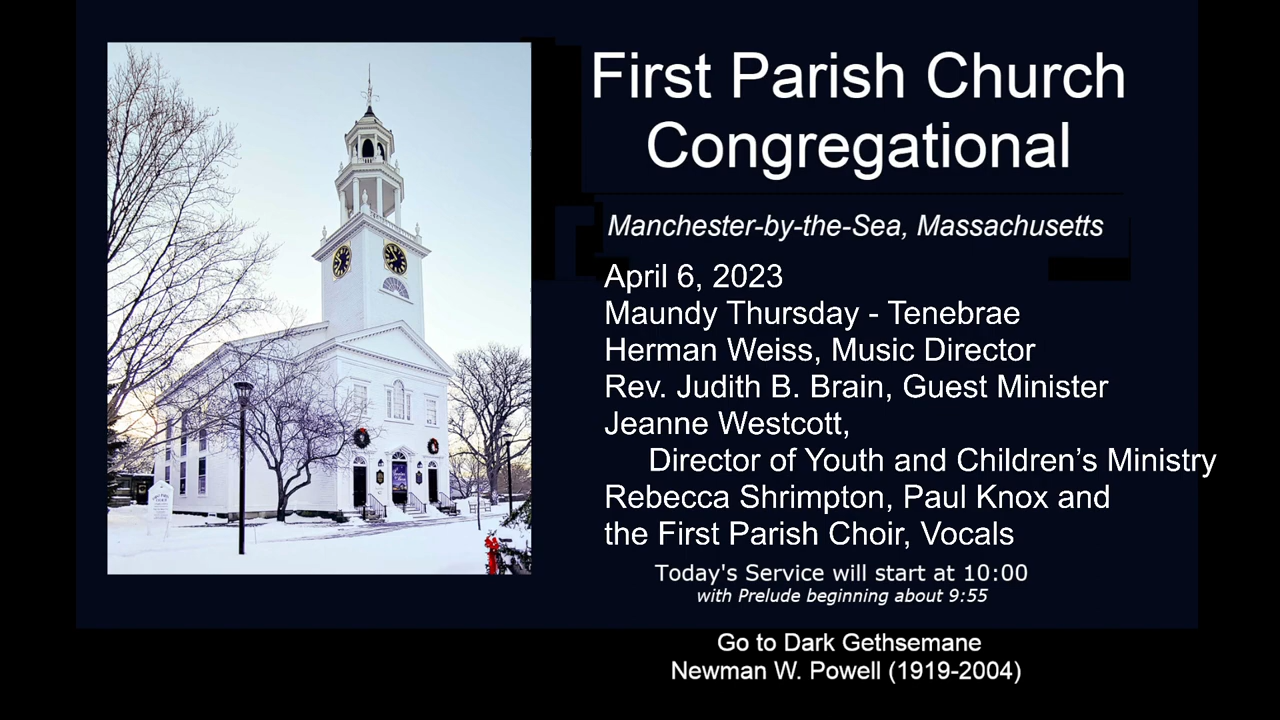 First Parish Church
Congregational
Manchester-by-the-Sea, Massachusetts
April 6, 2023
Maundy Thursday - Tenebrae
Herman Weiss, Music Director
Rev. Judith B. Brain, Guest Minister
Jeanne Westcott,
Director of Youth and Children’s Ministry
Rebecca Shrimpton, Paul Knox and
the First Parish Choir, Vocals
Today's Service will start at 10:00
with Prelude beginning about 9:55
Go to Dark Gethsemane
Newman W. Powell (1919-2004)